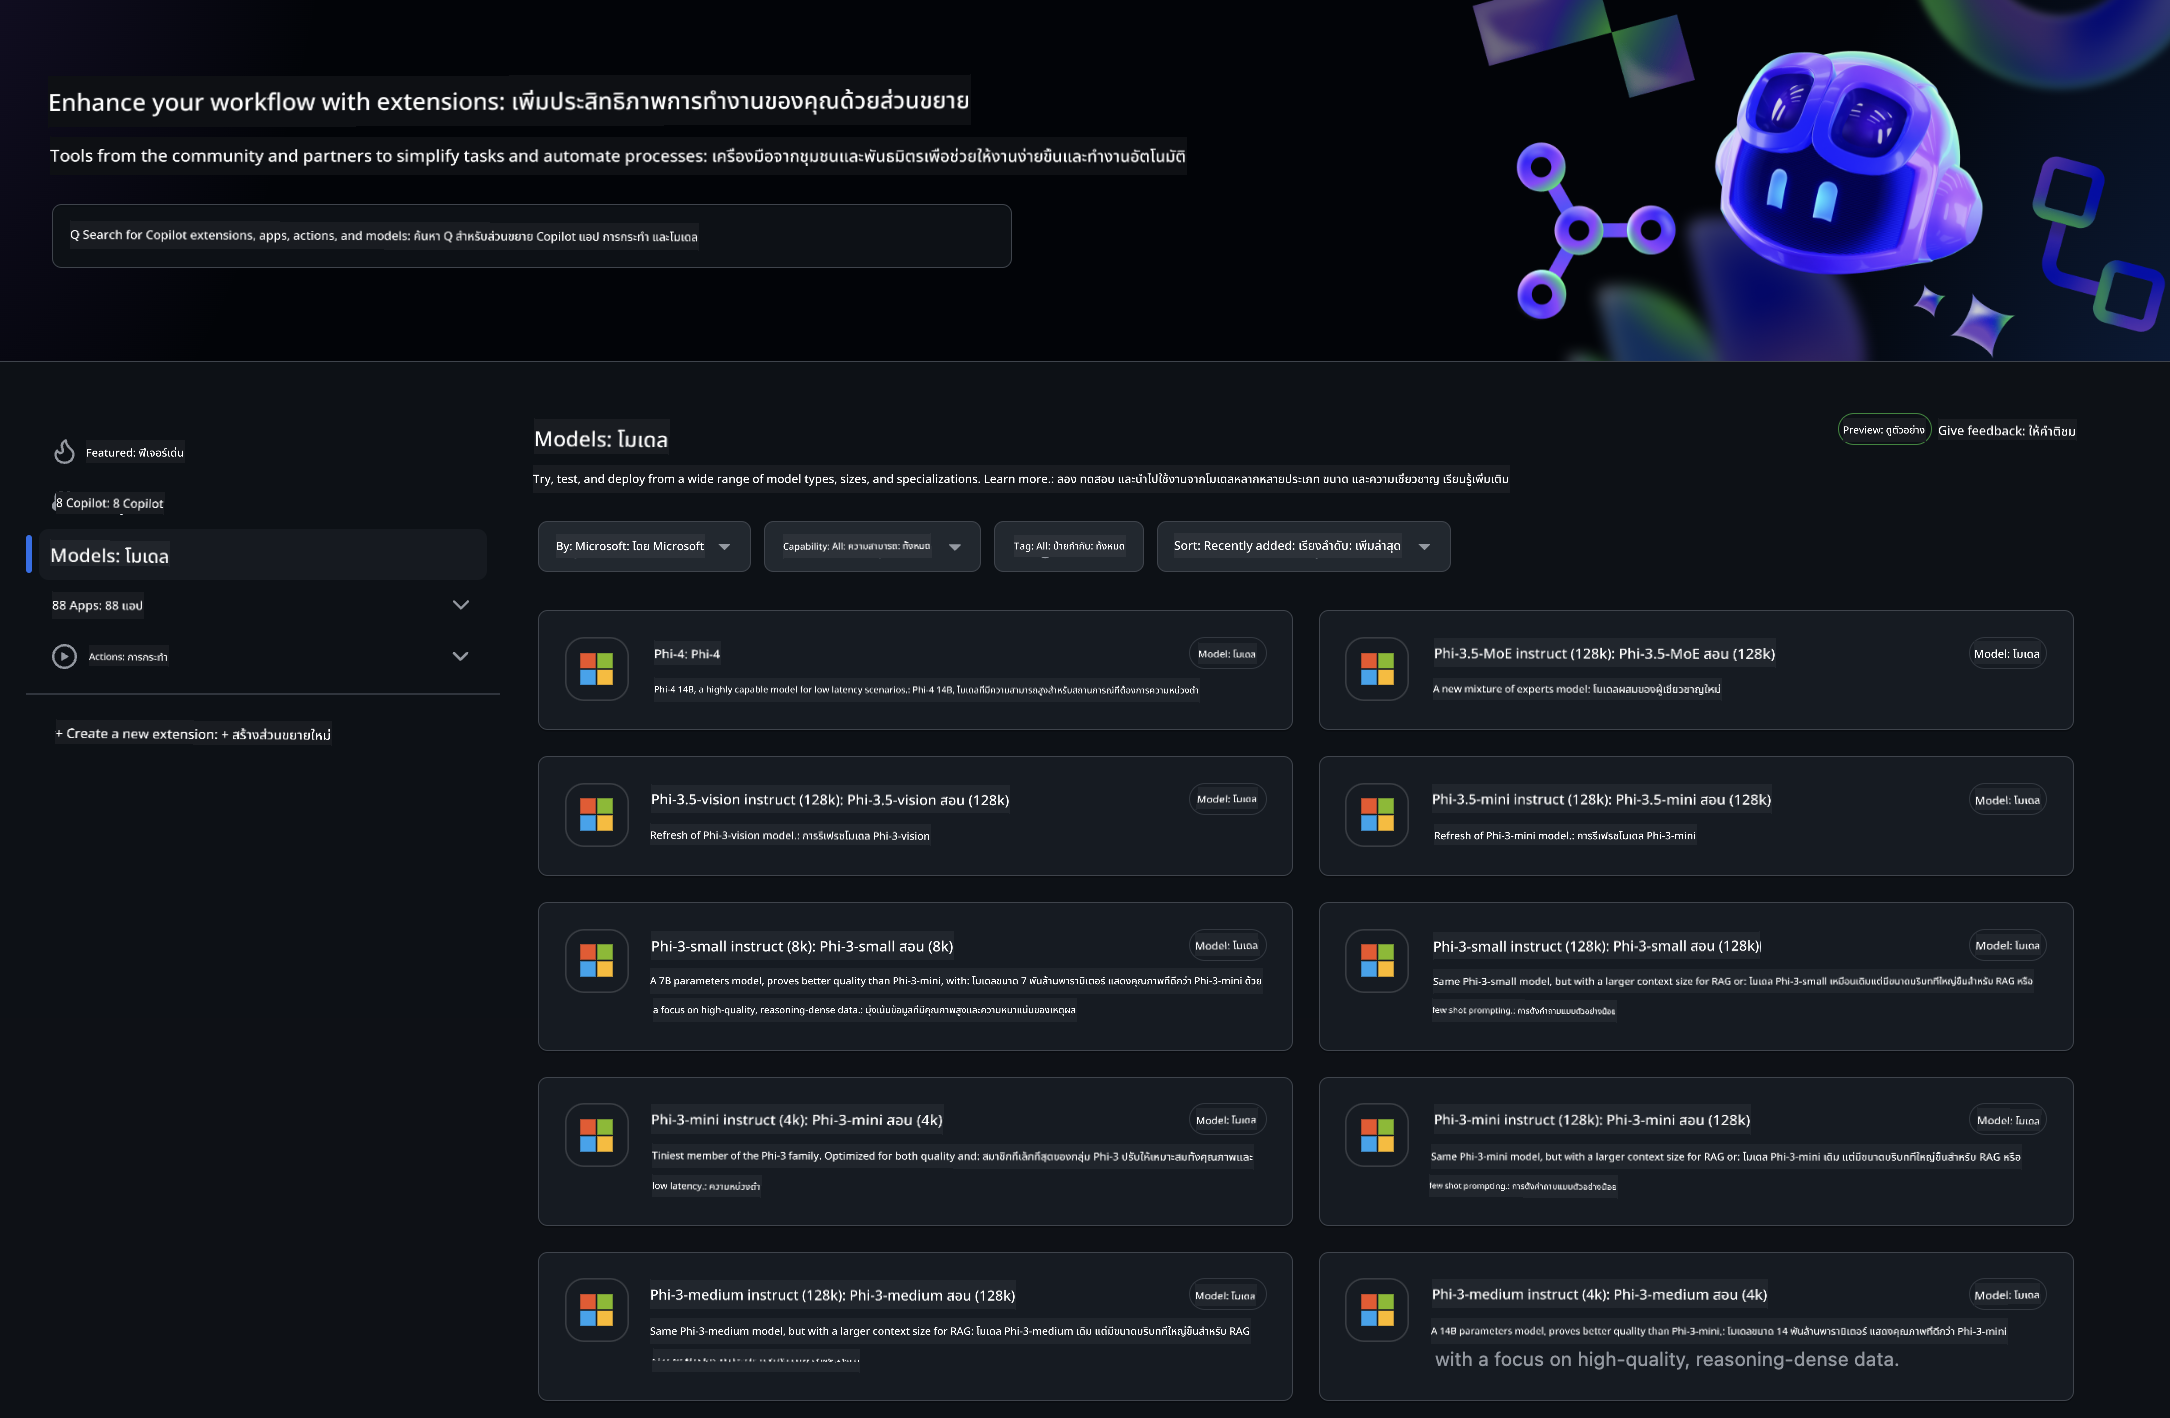 Enhance your workflow with extensions: เพิ่มประสิทธิภาพการทำงานของคุณด้วยส่วนขยาย
Tools from the community and partners to simplify tasks and automate processes: เครื่องมือจากชุมชนและพันธมิตรเพื่อช่วยให้งานง่ายขึ้นและทำงานอัตโนมัติ
Q Search for Copilot extensions, apps, actions, and models: ค้นหา Q สำหรับส่วนขยาย Copilot แอป การกระทำ และโมเดล
Featured: ฟีเจอร์เด่น
8 Copilot: 8 Copilot
Models: โมเดล
88 Apps: 88 แอป
Actions: การกระทำ
+ Create a new extension: + สร้างส่วนขยายใหม่
Models: โมเดล
Preview: ดูตัวอย่าง
Give feedback: ให้คำติชม
Try, test, and deploy from a wide range of model types, sizes, and specializations. Learn more.: ลอง ทดสอบ และนำไปใช้งานจากโมเดลหลากหลายประเภท ขนาด และความเชี่ยวชาญ เรียนรู้เพิ่มเติม
By: Microsoft: โดย Microsoft
Capability: All: ความสามารถ: ทั้งหมด
Tag: All: ป้ายกำกับ: ทั้งหมด
Sort: Recently added: เรียงลำดับ: เพิ่มล่าสุด
Phi-4: Phi-4
Model: โมเดล
Phi-4 14B, a highly capable model for low latency scenarios.: Phi-4 14B, โมเดลที่มีความสามารถสูงสำหรับสถานการณ์ที่ต้องการความหน่วงต่ำ
Phi-3.5-MoE instruct (128k): Phi-3.5-MoE สอน (128k)
Model: โมเดล
A new mixture of experts model: โมเดลผสมของผู้เชี่ยวชาญใหม่
Phi-3.5-vision instruct (128k): Phi-3.5-vision สอน (128k)
Model: โมเดล
Refresh of Phi-3-vision model.: การรีเฟรชโมเดล Phi-3-vision
Phi-3.5-mini instruct (128k): Phi-3.5-mini สอน (128k)
Model: โมเดล
Refresh of Phi-3-mini model.: การรีเฟรชโมเดล Phi-3-mini
Phi-3-small instruct (8k): Phi-3-small สอน (8k)
Model: โมเดล
A 7B parameters model, proves better quality than Phi-3-mini, with: โมเดลขนาด 7 พันล้านพารามิเตอร์ แสดงคุณภาพที่ดีกว่า Phi-3-mini ด้วย
a focus on high-quality, reasoning-dense data.: มุ่งเน้นข้อมูลที่มีคุณภาพสูงและความหนาแน่นของเหตุผล
Phi-3-small instruct (128k): Phi-3-small สอน (128k)
Model: โมเดล
Same Phi-3-small model, but with a larger context size for RAG or: โมเดล Phi-3-small เหมือนเดิมแต่มีขนาดบริบทที่ใหญ่ขึ้นสำหรับ RAG หรือ
few shot prompting.: การตั้งคำถามแบบตัวอย่างน้อย
Phi-3-mini instruct (4k): Phi-3-mini สอน (4k)
Model: โมเดล
Tiniest member of the Phi-3 family. Optimized for both quality and: สมาชิกที่เล็กที่สุดของกลุ่ม Phi-3 ปรับให้เหมาะสมทั้งคุณภาพและ
low latency.: ความหน่วงต่ำ
Phi-3-mini instruct (128k): Phi-3-mini สอน (128k)
Model: โมเดล
Same Phi-3-mini model, but with a larger context size for RAG or: โมเดล Phi-3-mini เดิม แต่มีขนาดบริบทที่ใหญ่ขึ้นสำหรับ RAG หรือ
few shot prompting.: การตั้งคำถามแบบตัวอย่างน้อย
Phi-3-medium instruct (128k): Phi-3-medium สอน (128k)
Model: โมเดล
Same Phi-3-medium model, but with a larger context size for RAG: โมเดล Phi-3-medium เดิม แต่มีขนาดบริบทที่ใหญ่ขึ้นสำหรับ RAG
Phi-3-medium instruct (4k): Phi-3-medium สอน (4k)
Model: โมเดล
A 14B parameters model, proves better quality than Phi-3-mini,: โมเดลขนาด 14 พันล้านพารามิเตอร์ แสดงคุณภาพที่ดีกว่า Phi-3-mini
with a focus on high-quality, reasoning-dense data.